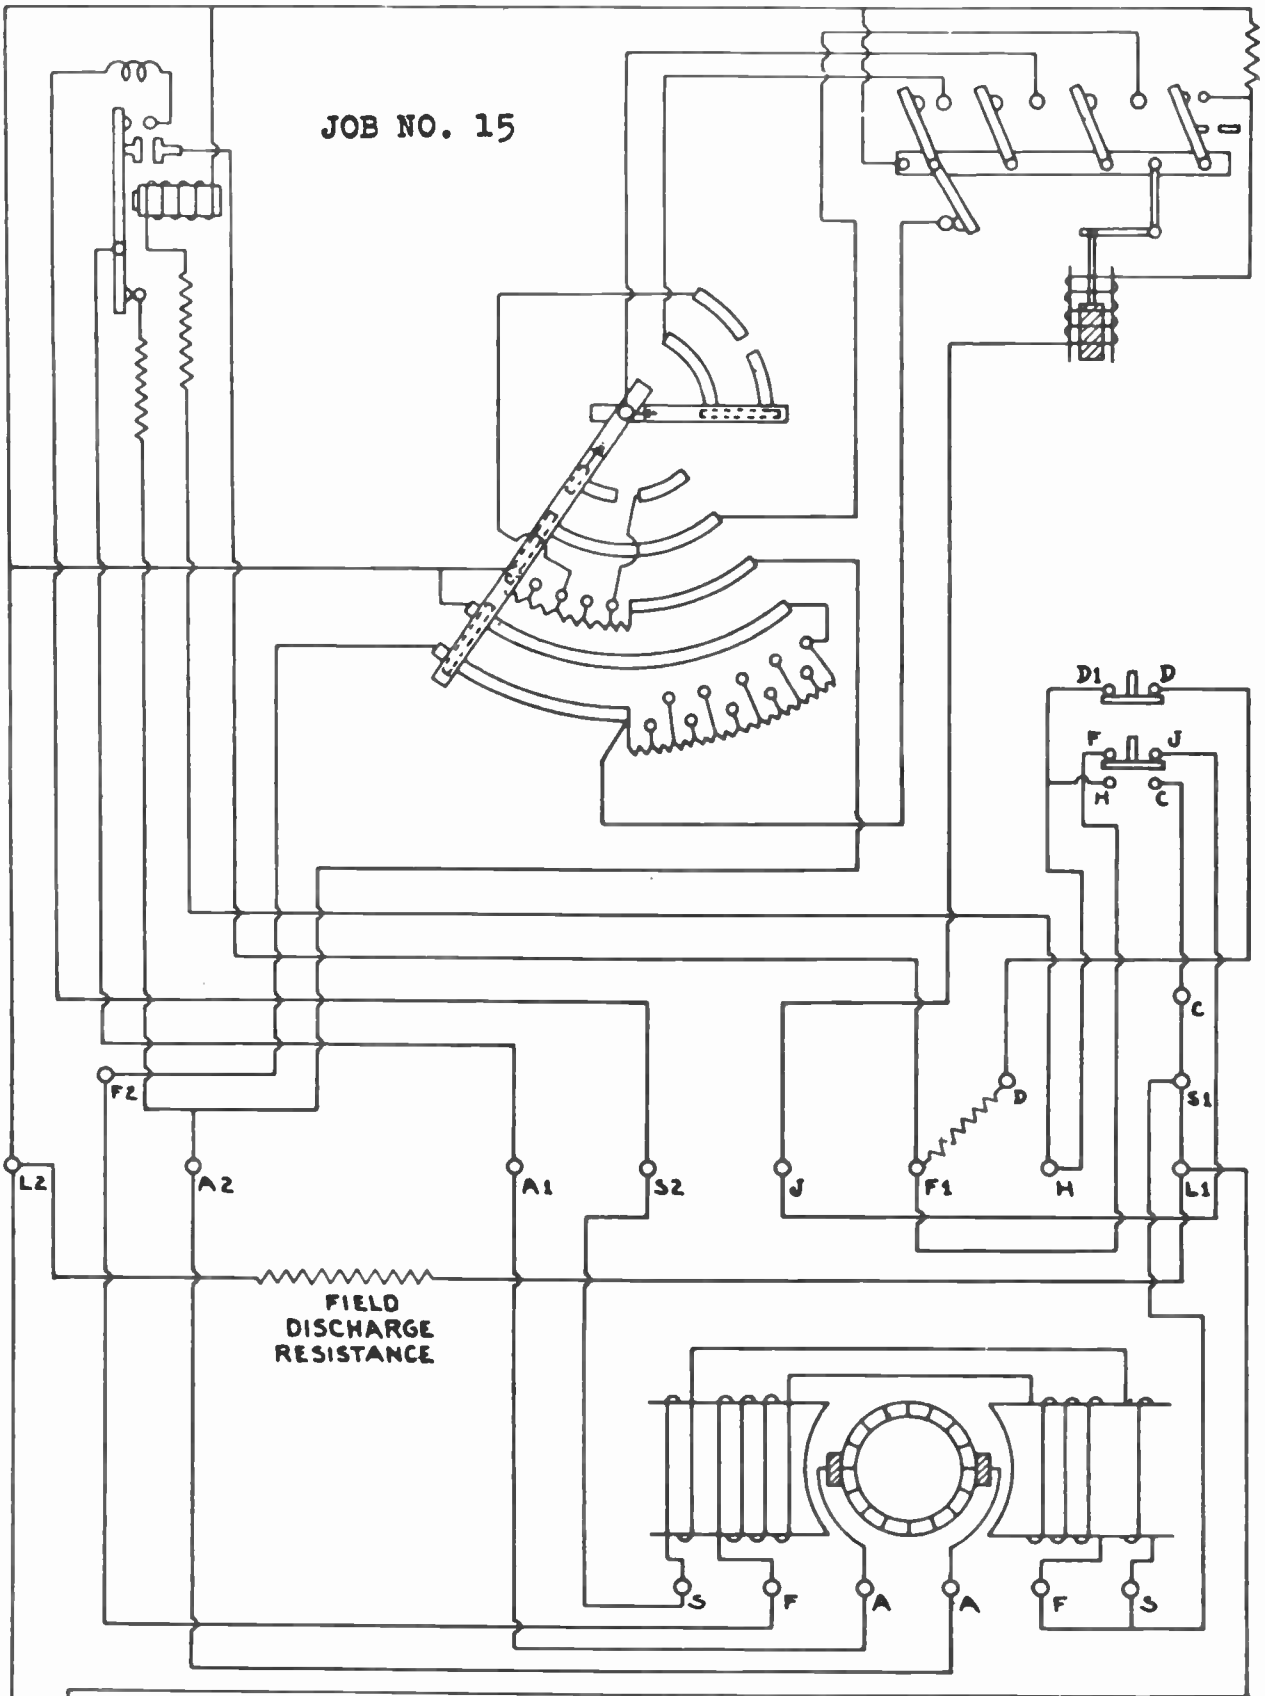 JOB NO. 15
D1 D
F J
H C
C
F2 D S1
L2 A2 A1 S2 J F1 H L1
FIELD
DISCHARGE
RESISTANCE
S F A A F S